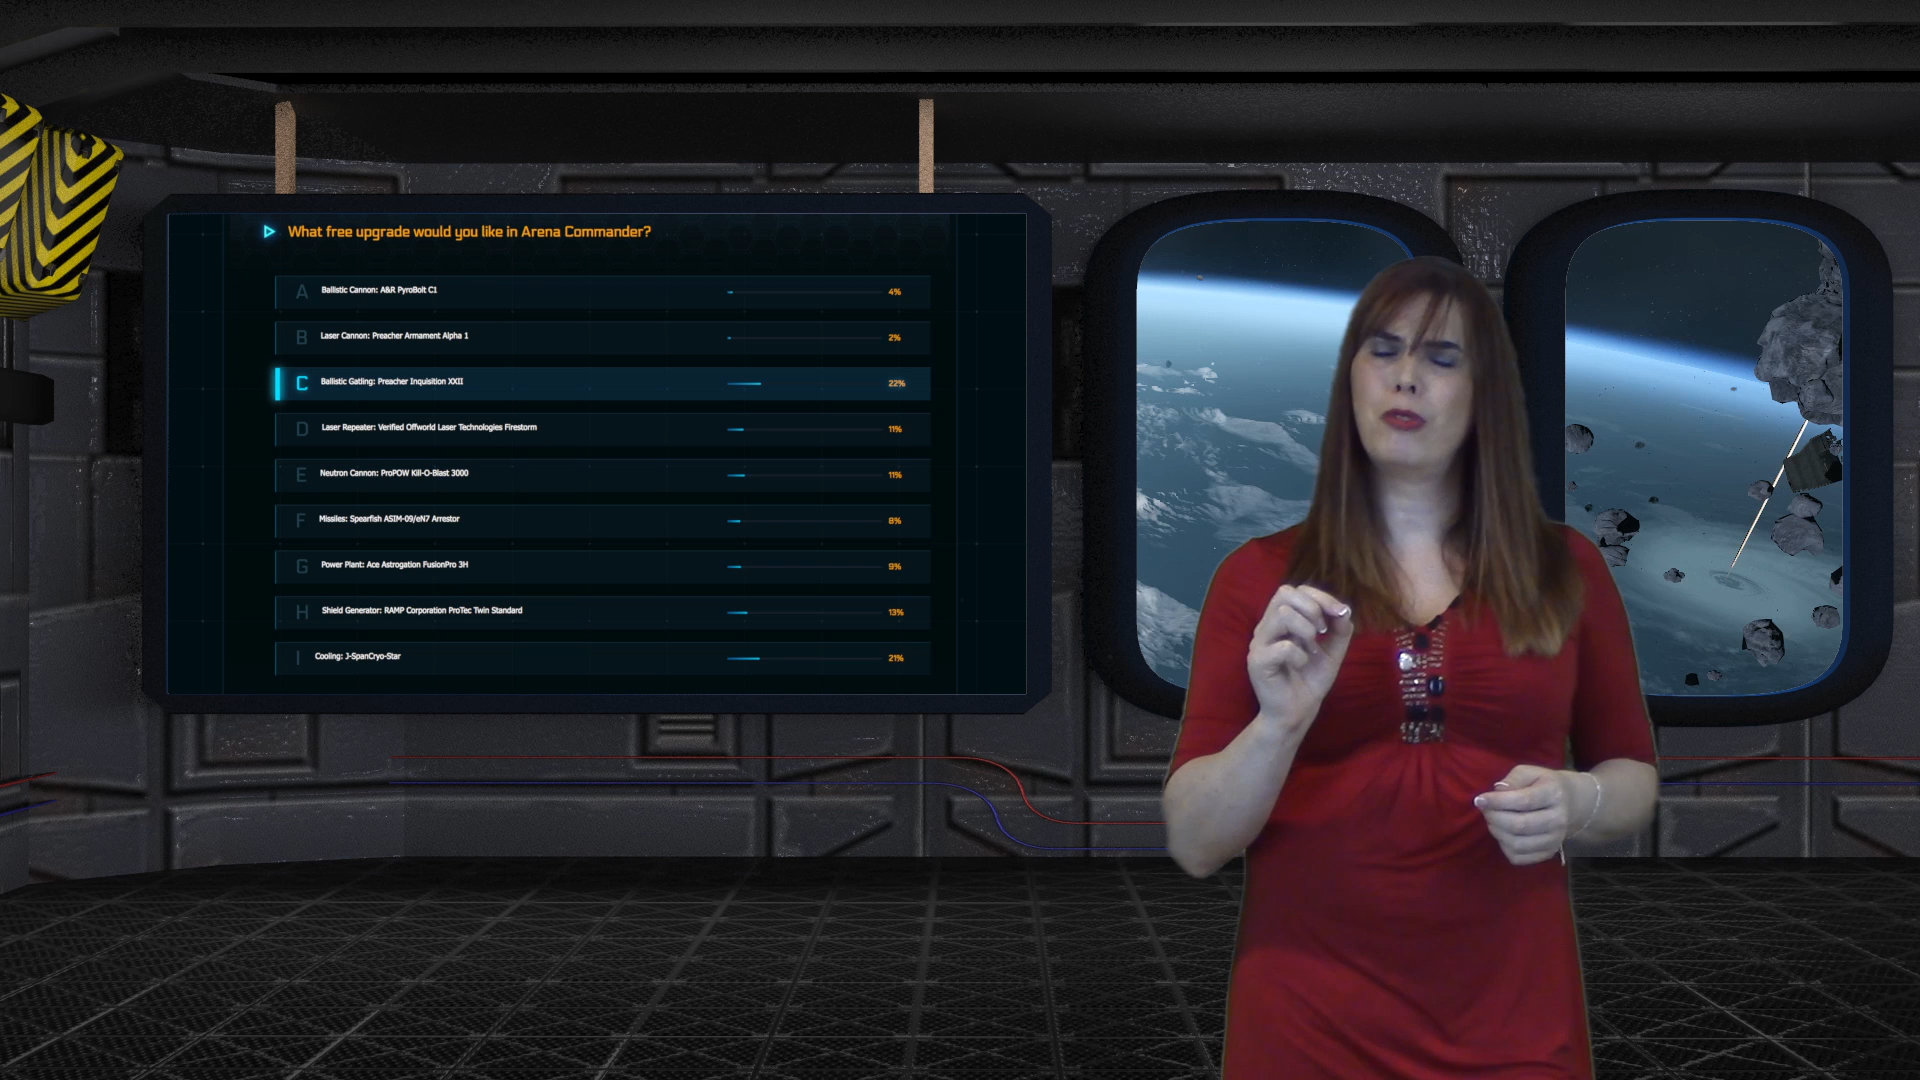 What free upgrade would you like in Arena Commander?
A Ballistic Cannon: A&R PyroBolt C1 4%
B Laser Cannon: Preacher Armament Alpha 1 2%
C Ballistic Gatling: Preacher Inquisition XXII 22%
D Laser Repeater: Verified Offworld Laser Technologies Firestorm 11%
E Neutron Cannon: ProPOW Kill-O-Blast 3000 11%
F Missiles: Spearfish ASIM-09/eN7 Arrestor 8%
G Power Plant: Ace Astrogation FusionPro 3H 9%
H Shield Generator: RAMP Corporation ProTec Twin Standard 13%
I Cooling: J-SpanCryo-Star 21%